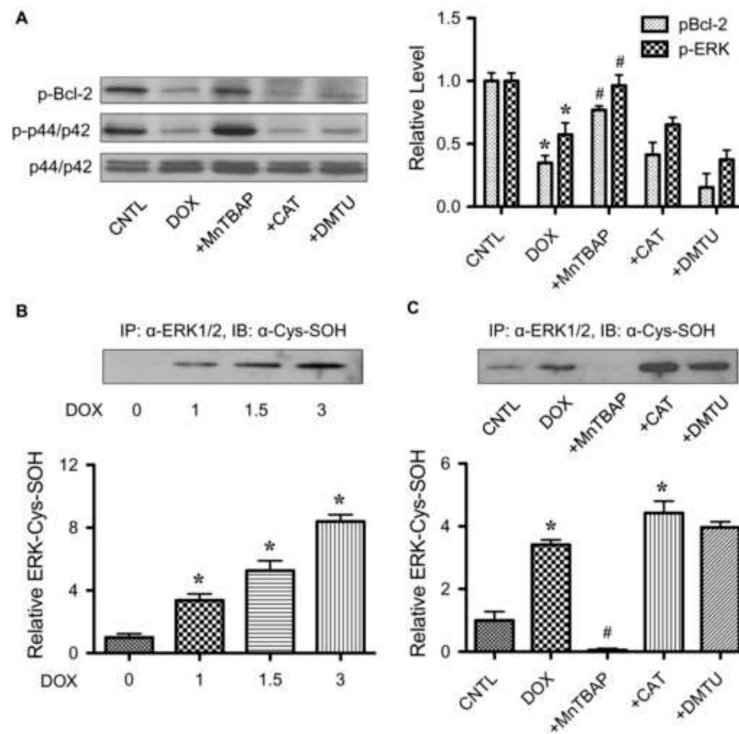 A
p-Bcl-2
p-p44/p42
p44/p42
CNTL
DOX
+MnTBAP
+CAT
+DMTU
pBcl-2
p-ERK
Relative Level
1.5
1.0
0.5
0.0
*
*
#
#
CNTL
DOX
+MnTBAP
+CAT
+DMTU
B
IP: α-ERK1/2, IB: α-Cys-SOH
DOX 0 1 1.5 3
Relative ERK-Cys-SOH
12
8
4
0
*
*
*
DOX 0 1 1.5 3
C
IP: α-ERK1/2, IB: α-Cys-SOH
CNTL
DOX
+MnTBAP
+CAT
+DMTU
Relative ERK-Cys-SOH
6
4
2
0
*
#
*
CNTL
DOX
+MnTBAP
+CAT
+DMTU